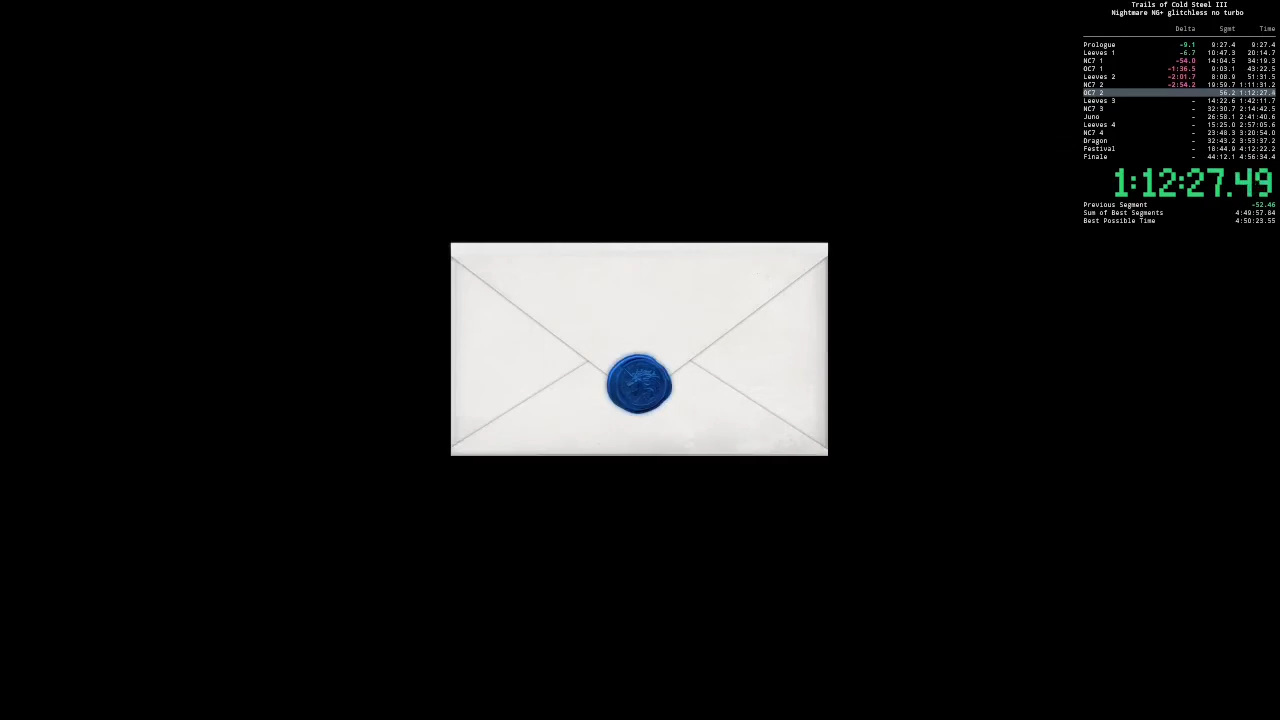 Trails of Cold Steel III
Nightmare NG+ glitchless no turbo
Delta Sgmt Time
Prologue -9.1 9:27.4 9:27.4
Leeves 1 -6.7 10:47.3 20:14.7
NC7 1 -54.0 14:04.5 34:19.3
OC7 1 -1:36.5 9:03.1 43:22.5
Leeves 2 -2:01.7 8:08.9 51:31.5
NC7 2 -2:54.2 19:59.7 1:11:31.2
OC7 2 56.2 1:12:27.4
Leeves 3 - 14:22.6 1:42:11.7
NC7 3 - 32:30.7 2:14:42.5
Juno - 26:58.1 2:41:40.6
Leeves 4 - 15:25.0 2:57:05.6
NC7 4 - 23:48.3 3:20:54.0
Dragon - 32:43.2 3:53:37.2
Festival - 18:44.9 4:12:22.2
Finale - 44:12.1 4:56:34.4
1:12:27.49
Previous Segment -52.46
Sum of Best Segments 4:49:57.84
Best Possible Time 4:50:23.55